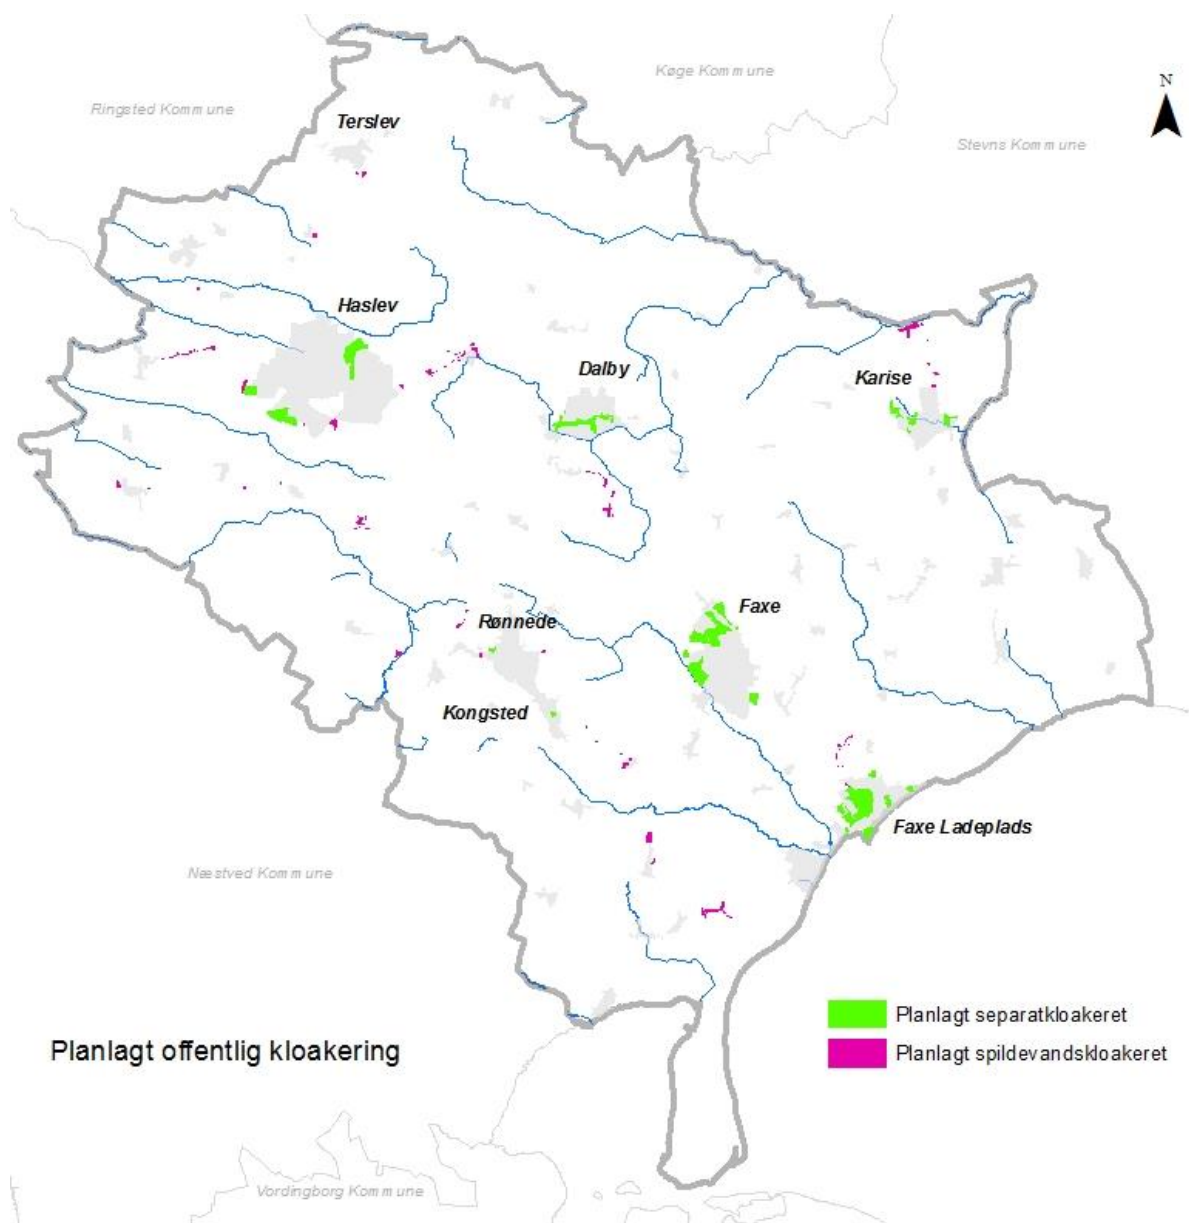 Køge Kommune
N
Ringsted Kommune
Terslev
Stevns Kommune
Haslev
Dalby
Karise
Faxe
Rønnede
Kongsted
Faxe Ladeplads
Næstved Kommune
Planlagt separatkloakeret
Planlagt offentlig kloakering
Planlagt spildevandskloakeret
Vordingborg Kommune